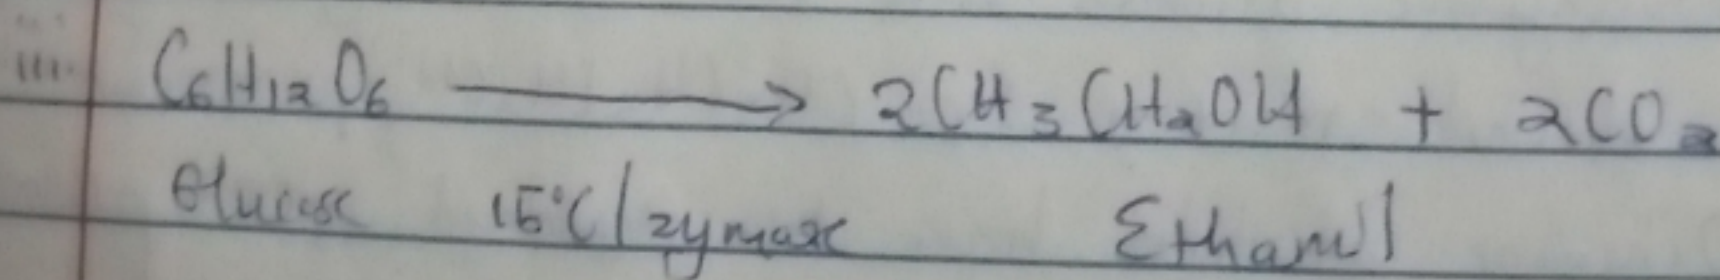 iii. C₆H₁₂O₆ ⟶ 2CH₃CH₂OH + 2CO₂
Glucose 15°C/zymase Ethanol